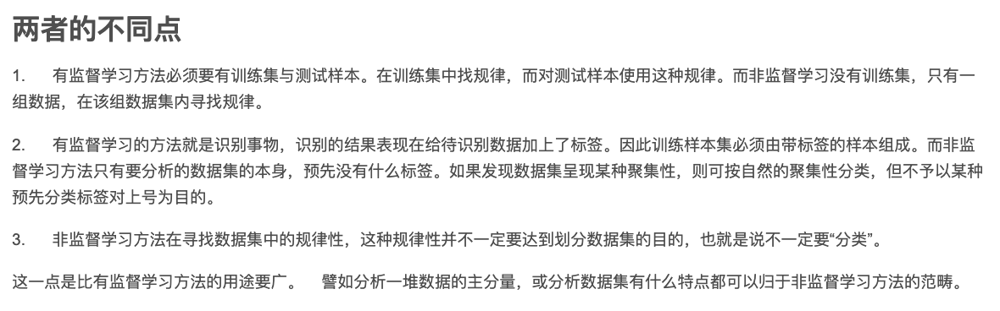 两者的不同点
1. 有监督学习方法必须要有训练集与测试样本。在训练集中找规律，而对测试样本使用这种规律。而非监督学习没有训练集，只有一
组数据，在该组数据集内寻找规律。
2. 有监督学习的方法就是识别事物，识别的结果表现在给待识别数据加上了标签。因此训练样本集必须由带标签的样本组成。而非监
督学习方法只有要分析的数据集的本身，预先没有什么标签。如果发现数据集呈现某种聚集性，则可按自然的聚集性分类，但不予以某种
预先分类标签对上号为目的。
3. 非监督学习方法在寻找数据集中的规律性，这种规律性并不一定要达到划分数据集的目的，也就是说不一定要“分类”。
这一点是比有监督学习方法的用途要广。 譬如分析一堆数据的主分量，或分析数据集有什么特点都可以归于非监督学习方法的范畴。